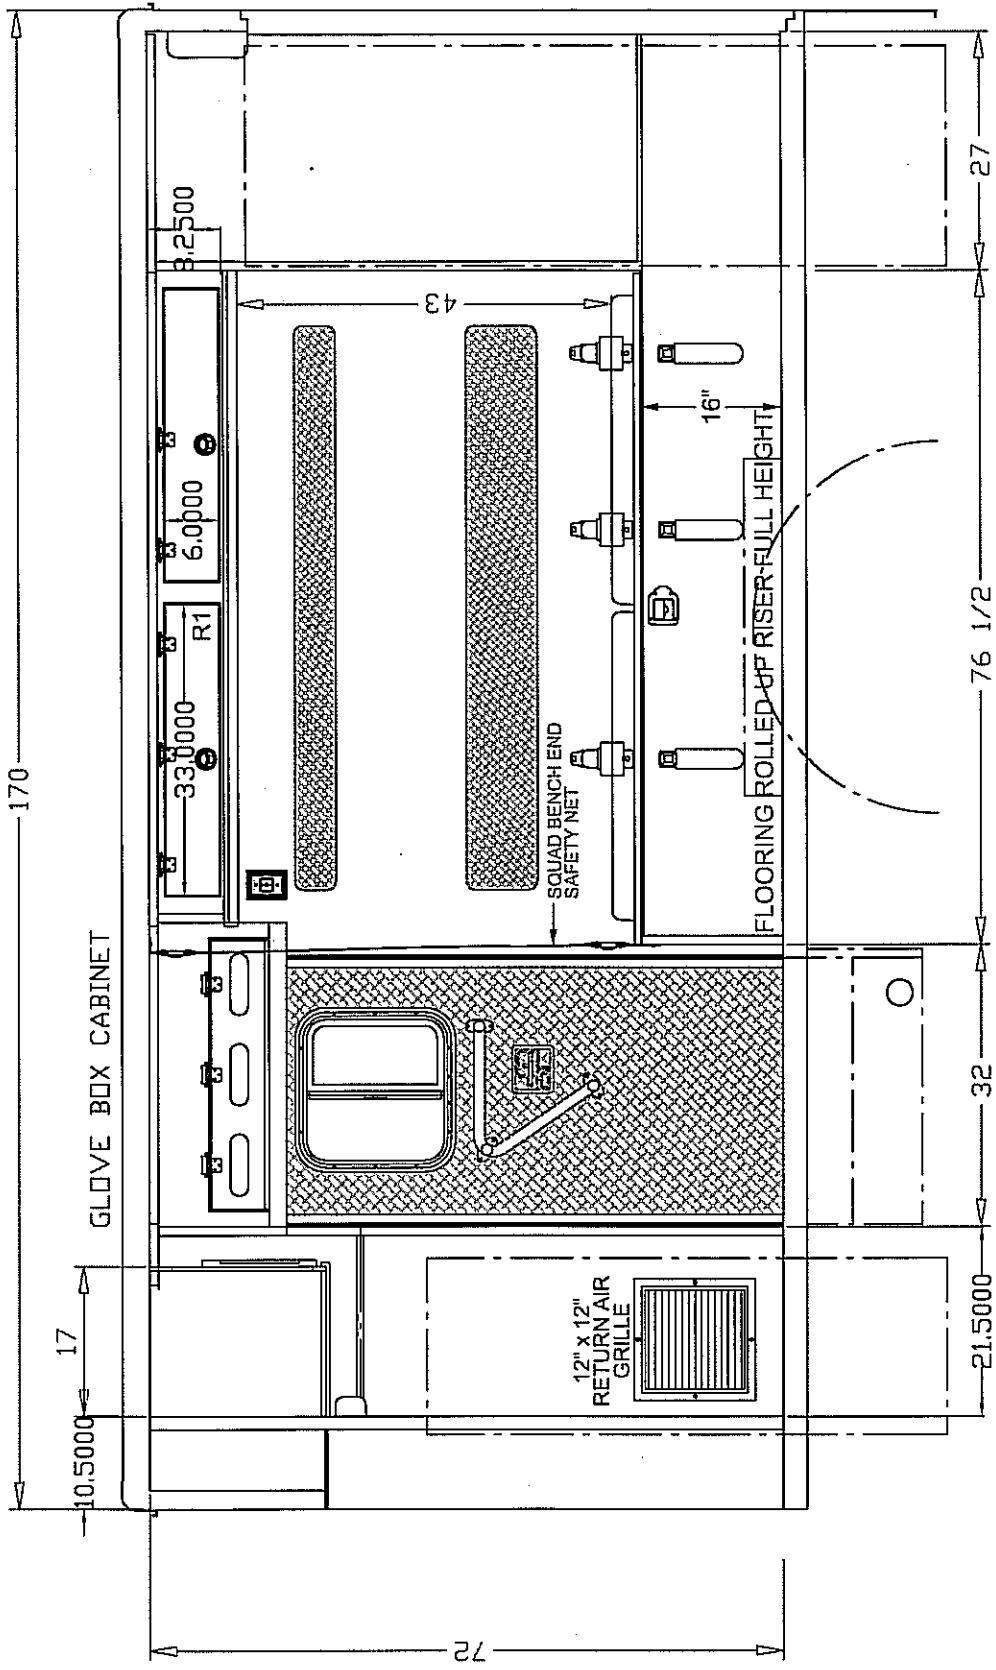 170
10.5000
17
GLOVE BOX CABINET
8.2500
33.0000
R1
6.0000
43
72
SQUAD BENCH END
SAFETY NET
16"
FLOORING ROLLED UP RISER-FULL HEIGHT
12" x 12"
RETURN AIR
GRILLE
21.5000
32
76 1/2
27